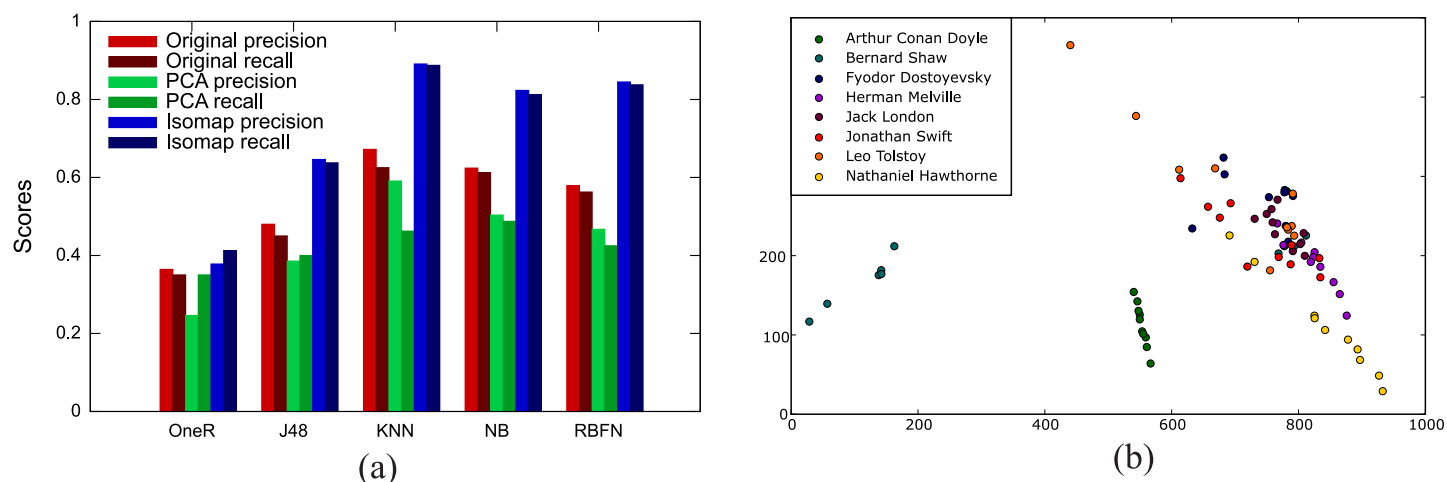 1
0.8
0.6
0.4
0.2
0
Scores
Original precision
Original recall
PCA precision
PCA recall
Isomap precision
Isomap recall
OneR J48 KNN NB RBFN
(a)
Arthur Conan Doyle
Bernard Shaw
Fyodor Dostoyevsky
Herman Melville
Jack London
Jonathan Swift
Leo Tolstoy
Nathaniel Hawthorne
200
100
0
0 200 400 600 800 1000
(b)